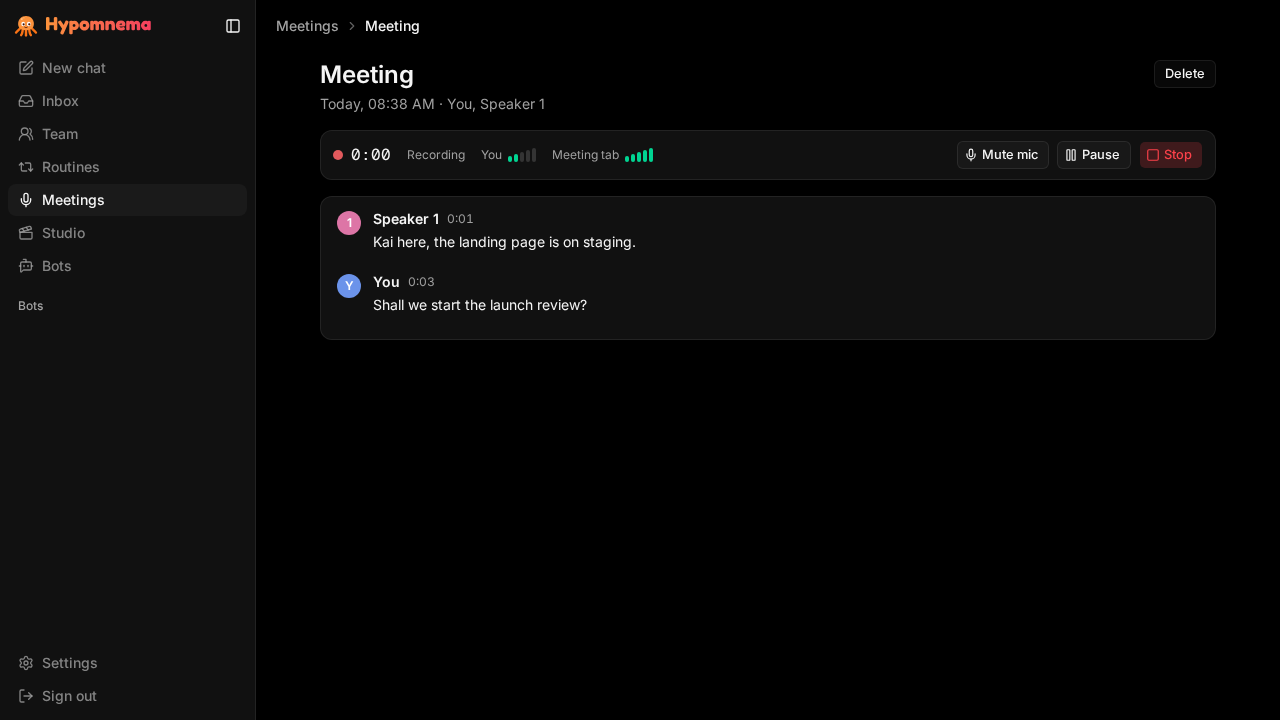 Hypomnema
New chat
Inbox
Team
Routines
Meetings
Studio
Bots
Bots
Settings
Sign out
Meetings > Meeting
Meeting
Delete
Today, 08:38 AM · You, Speaker 1
0:00 Recording You Meeting tab Mute mic Pause Stop
1 Speaker 1 0:01
Kai here, the landing page is on staging.
Y You 0:03
Shall we start the launch review?